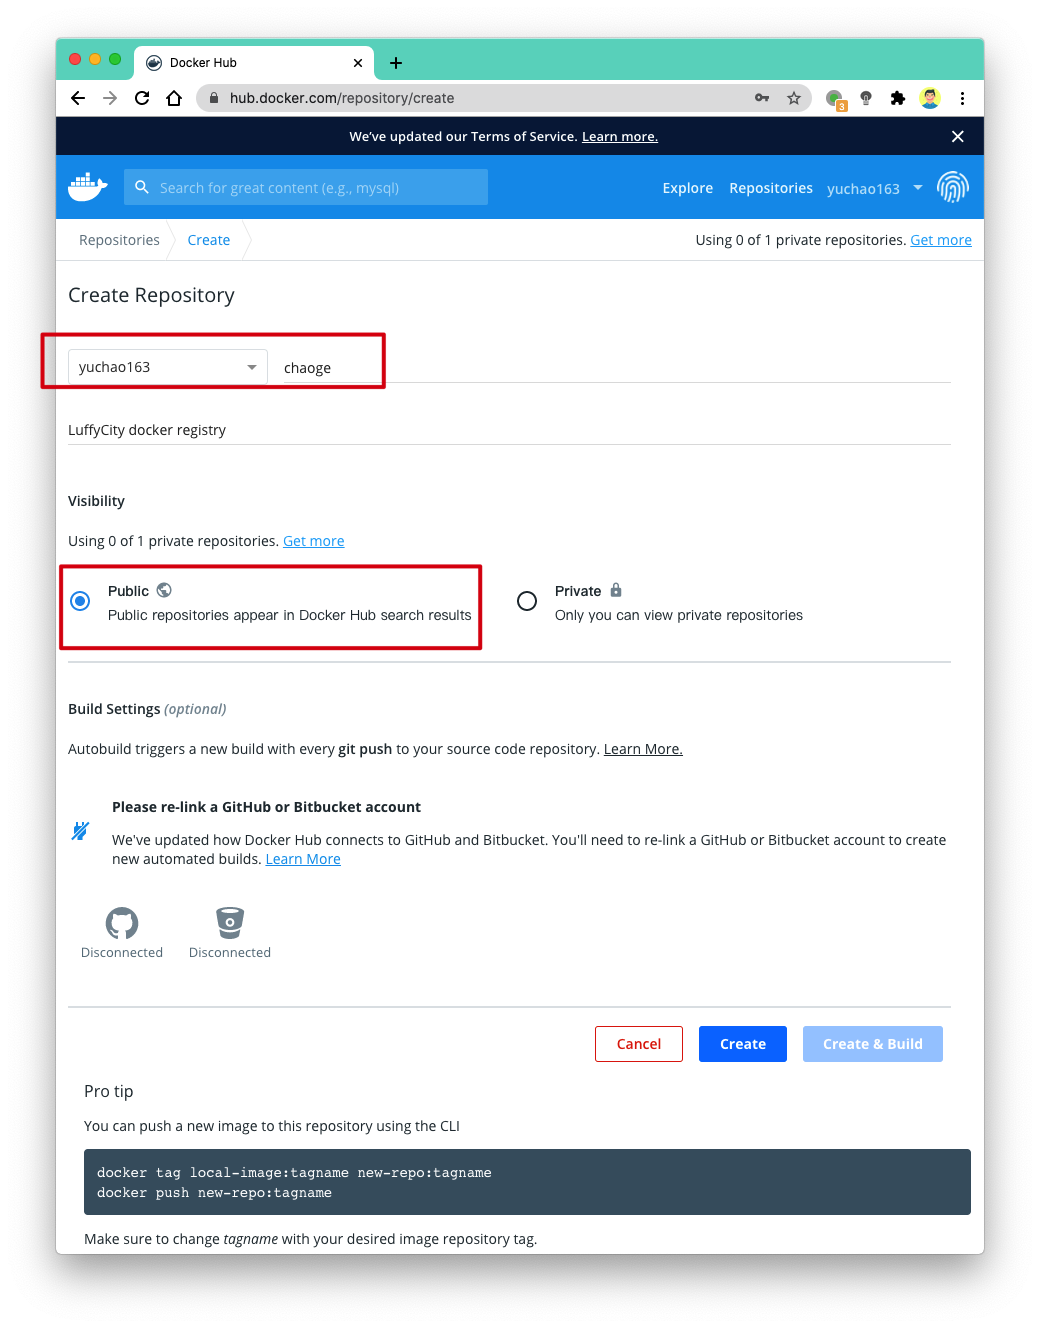 Docker Hub
hub.docker.com/repository/create
3
We've updated our Terms of Service. Learn more.
Search for great content (e.g., mysql)
Explore Repositories yuchao163
Repositories Create Using 0 of 1 private repositories. Get more
Create Repository
yuchao163 chaoge
LuffyCity docker registry
Visibility
Using 0 of 1 private repositories. Get more
Public Private
Public repositories appear in Docker Hub search results Only you can view private repositories
Build Settings (optional)
Autobuild triggers a new build with every git push to your source code repository. Learn More.
Please re-link a GitHub or Bitbucket account
We've updated how Docker Hub connects to GitHub and Bitbucket. You'll need to re-link a GitHub or Bitbucket account to create
new automated builds. Learn More
Disconnected Disconnected
Cancel Create Create & Build
Pro tip
You can push a new image to this repository using the CLI
docker tag local-image:tagname new-repo:tagname
docker push new-repo:tagname
Make sure to change tagname with your desired image repository tag.